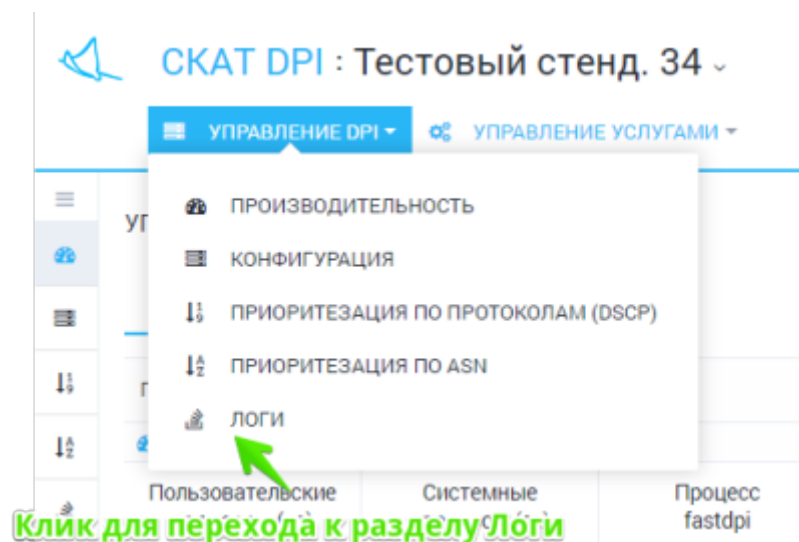 СКАТ DPI : Тестовый стенд. 34
УПРАВЛЕНИЕ DPI
УПРАВЛЕНИЕ УСЛУГАМИ
ПРОИЗВОДИТЕЛЬНОСТЬ
КОНФИГУРАЦИЯ
ПРИОРИТЕЗАЦИЯ ПО ПРОТОКОЛАМ (DSCP)
ПРИОРИТЕЗАЦИЯ ПО ASN
ЛОГИ
Пользовательские
Системные
Процесс
fastdpi
Клик для перехода к разделу Логи